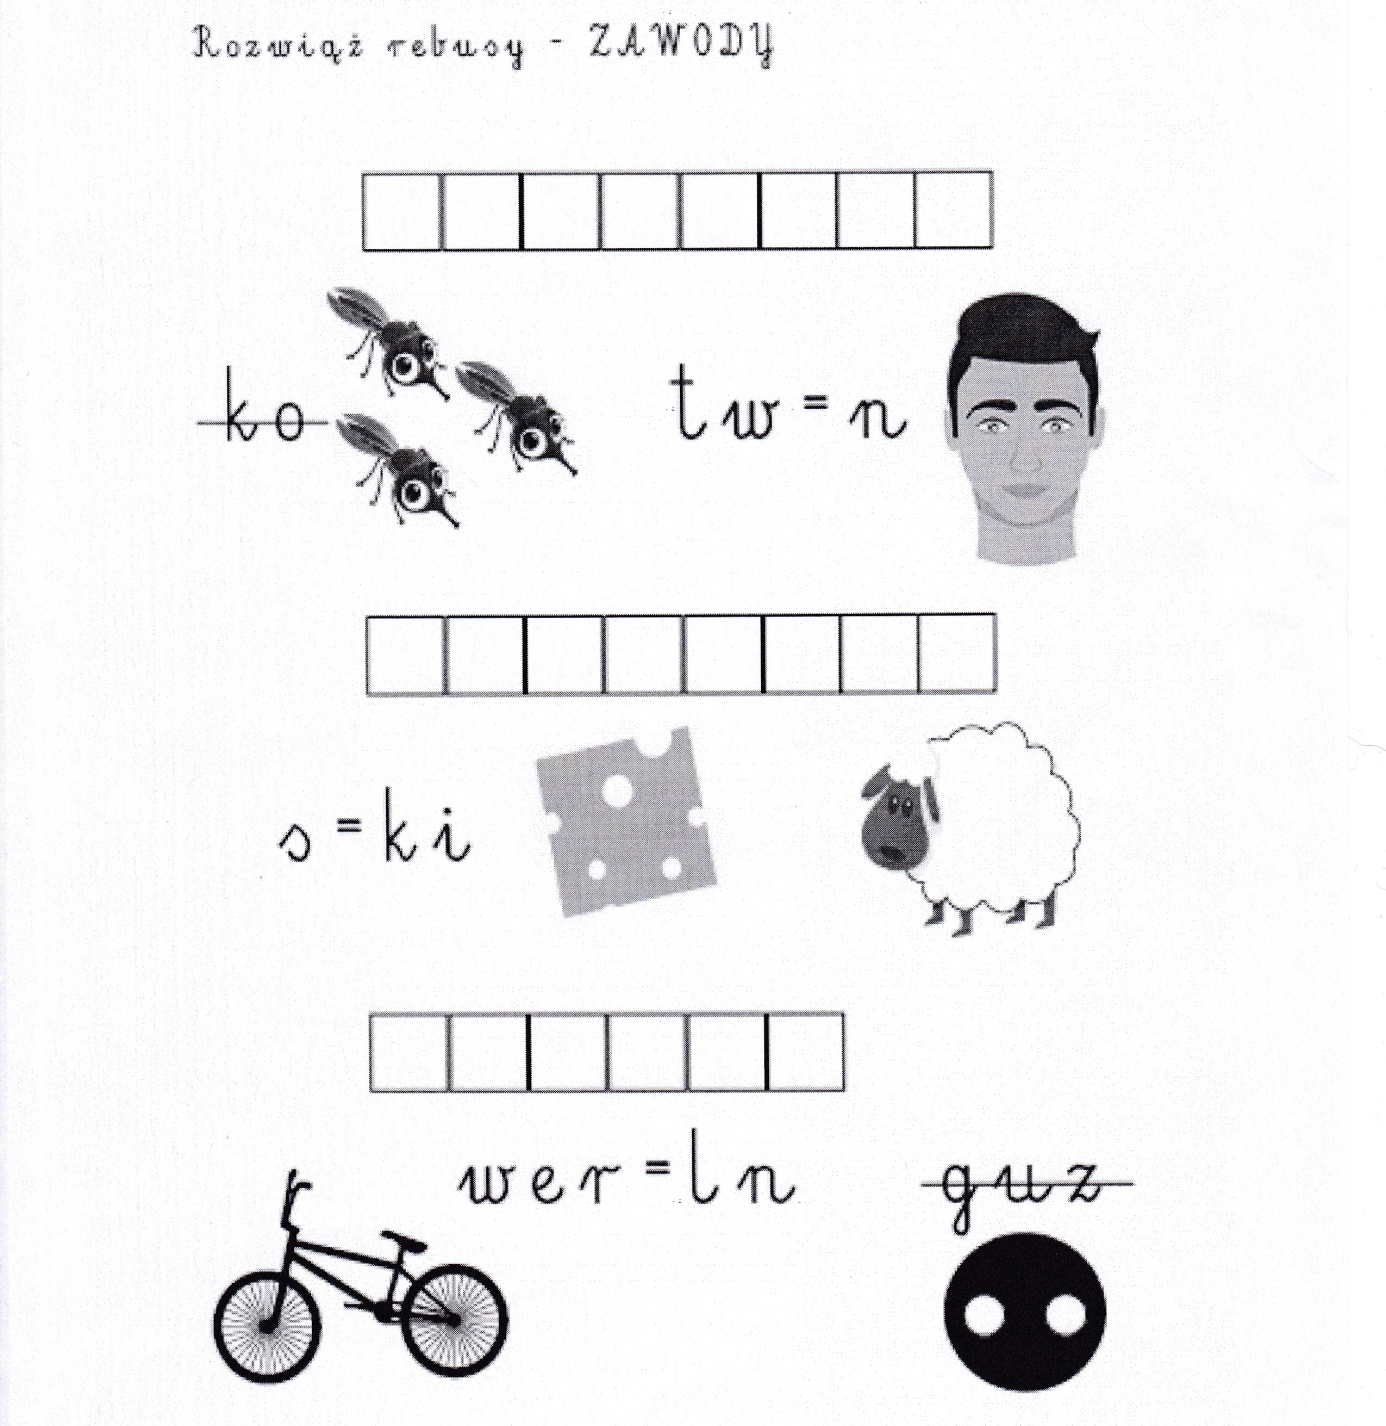 Rozwiąż rebusy - ZAWODY
ko
tw = n
s = ki
wer = ln
guz